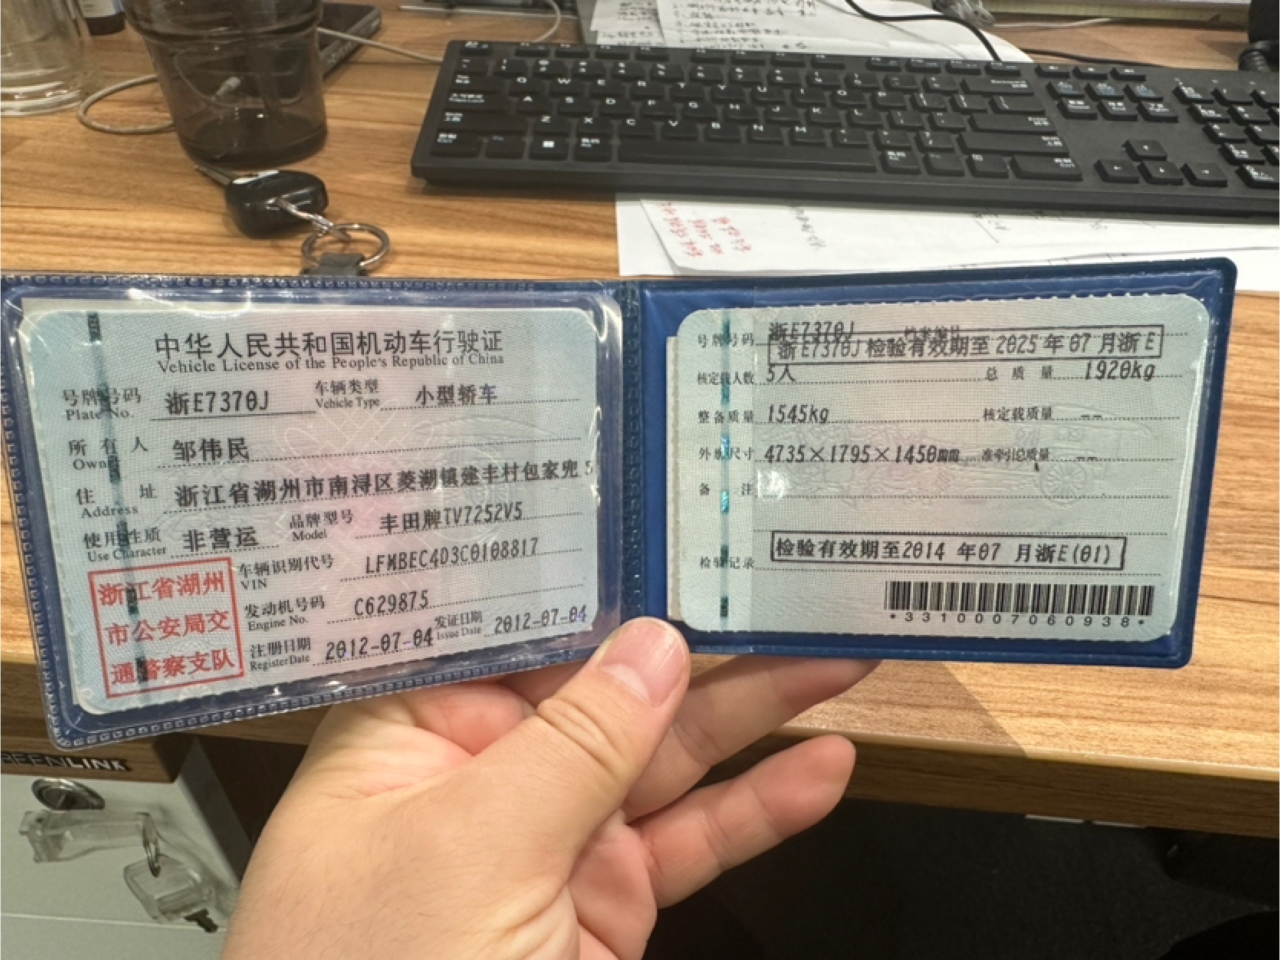 中华人民共和国机动车行驶证
Vehicle License of the People's Republic of China
号牌号码 浙E7370J 车辆类型 小型轿车
Plate No. Vehicle Type
所有人 邹伟民
Owner
住址 浙江省湖州市南浔区菱湖镇建丰村包家兜5
Address
使用性质 非营运 品牌型号 丰田牌TV7252V5
Use Character Model
浙江省湖州
市公安局交
通警察支队
车辆识别代号 LFMBEC4D3C0108817
VIN
发动机号码 C629875
Engine No.
注册日期 2012-07-04 发证日期 2012-07-04
Register Date Issue Date
号牌号码 浙E7370J 档案编号
浙E7370J 检验有效期至 2025 年 07 月浙E
核定载人数 5人 总质量 1920kg
整备质量 1545kg 核定载质量 --
外廓尺寸 4735×1795×1450mm 准牵引总质量 --
备注
检验记录 检验有效期至2014 年07 月浙E(01)
*3310007060938*
EENLINK